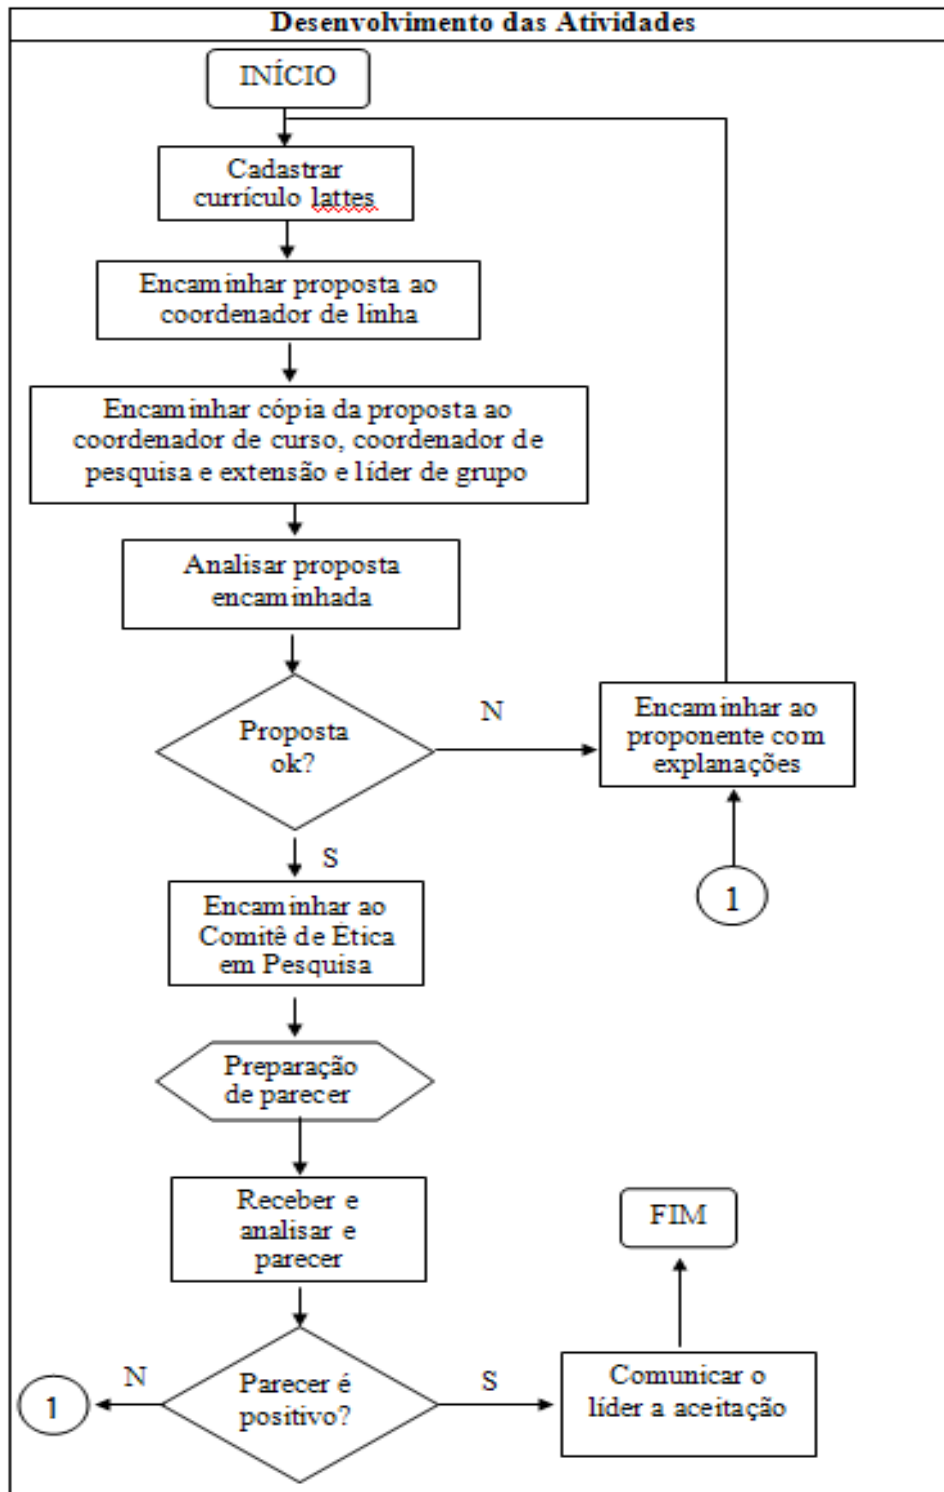 Desenvolvimento das Atividades
INÍCIO
Cadastrar
currículo lattes
Encaminhar proposta ao
coordenador de linha
Encaminhar cópia da proposta ao
coordenador de curso, coordenador de
pesquisa e extensão e líder de grupo
Analisar proposta
encaminhada
Proposta
ok?
N
Encaminhar ao
proponente com
explanações
1
S
Encaminhar ao
Comitê de Ética
em Pesquisa
Preparação
de parecer
Receber e
analisar e
parecer
FIM
Parecer é
positivo?
N
1
S
Comunicar o
líder a aceitação